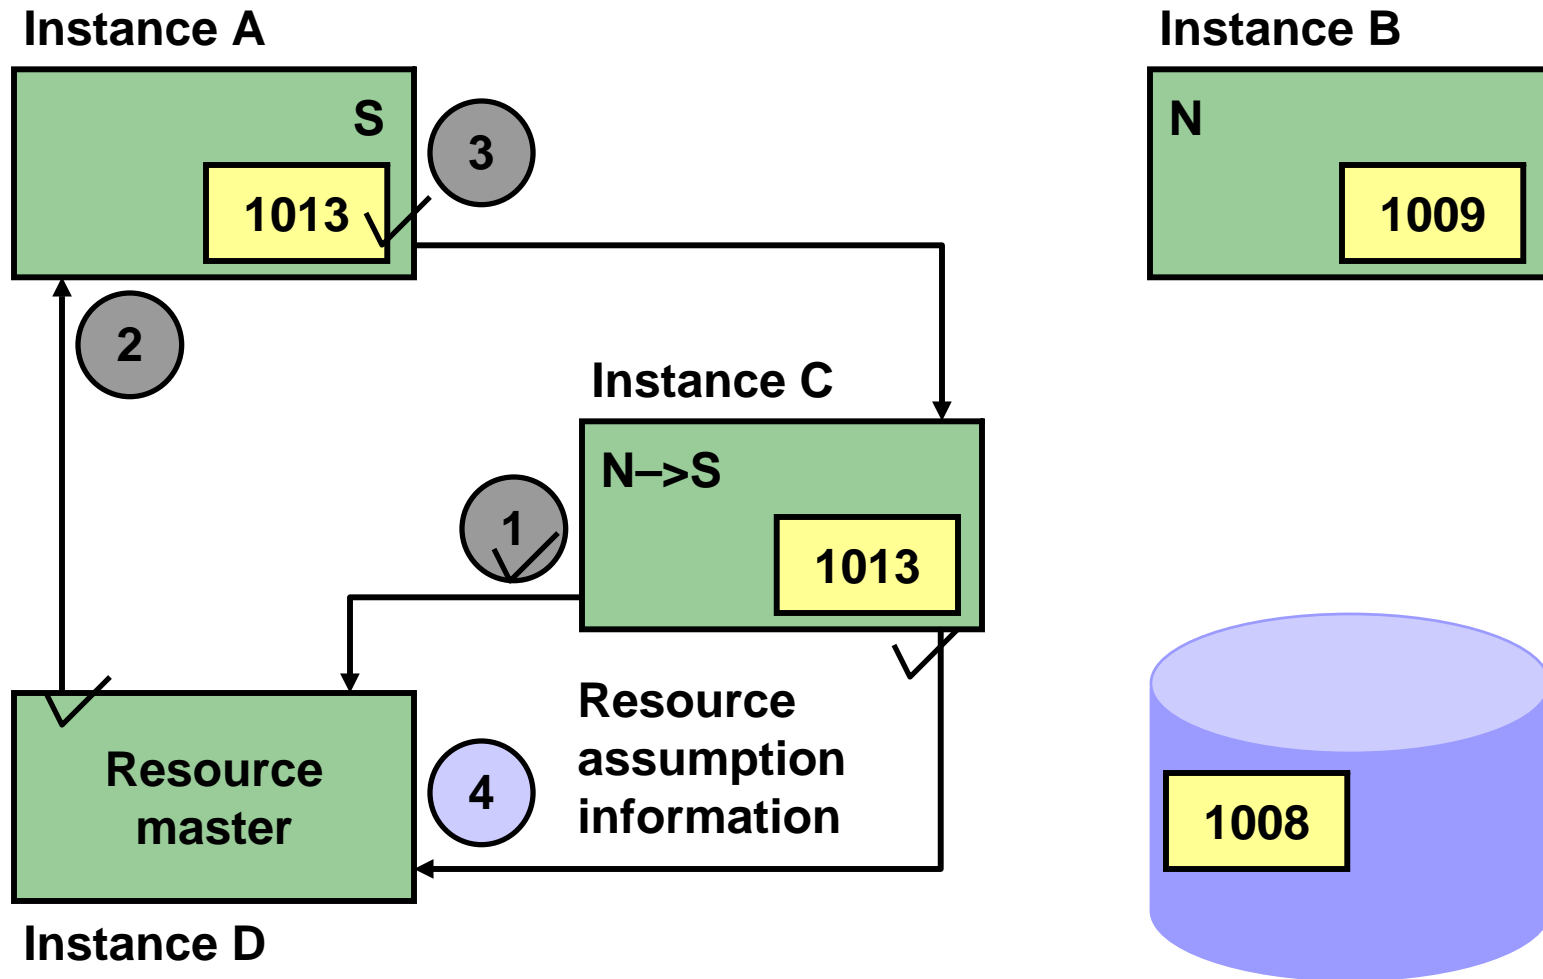 Instance A
Instance B
S
3
N
1013
1009
2
Instance C
N–>S
1
1013
Resource
assumption
information
Resource
master
4
1008
Instance D